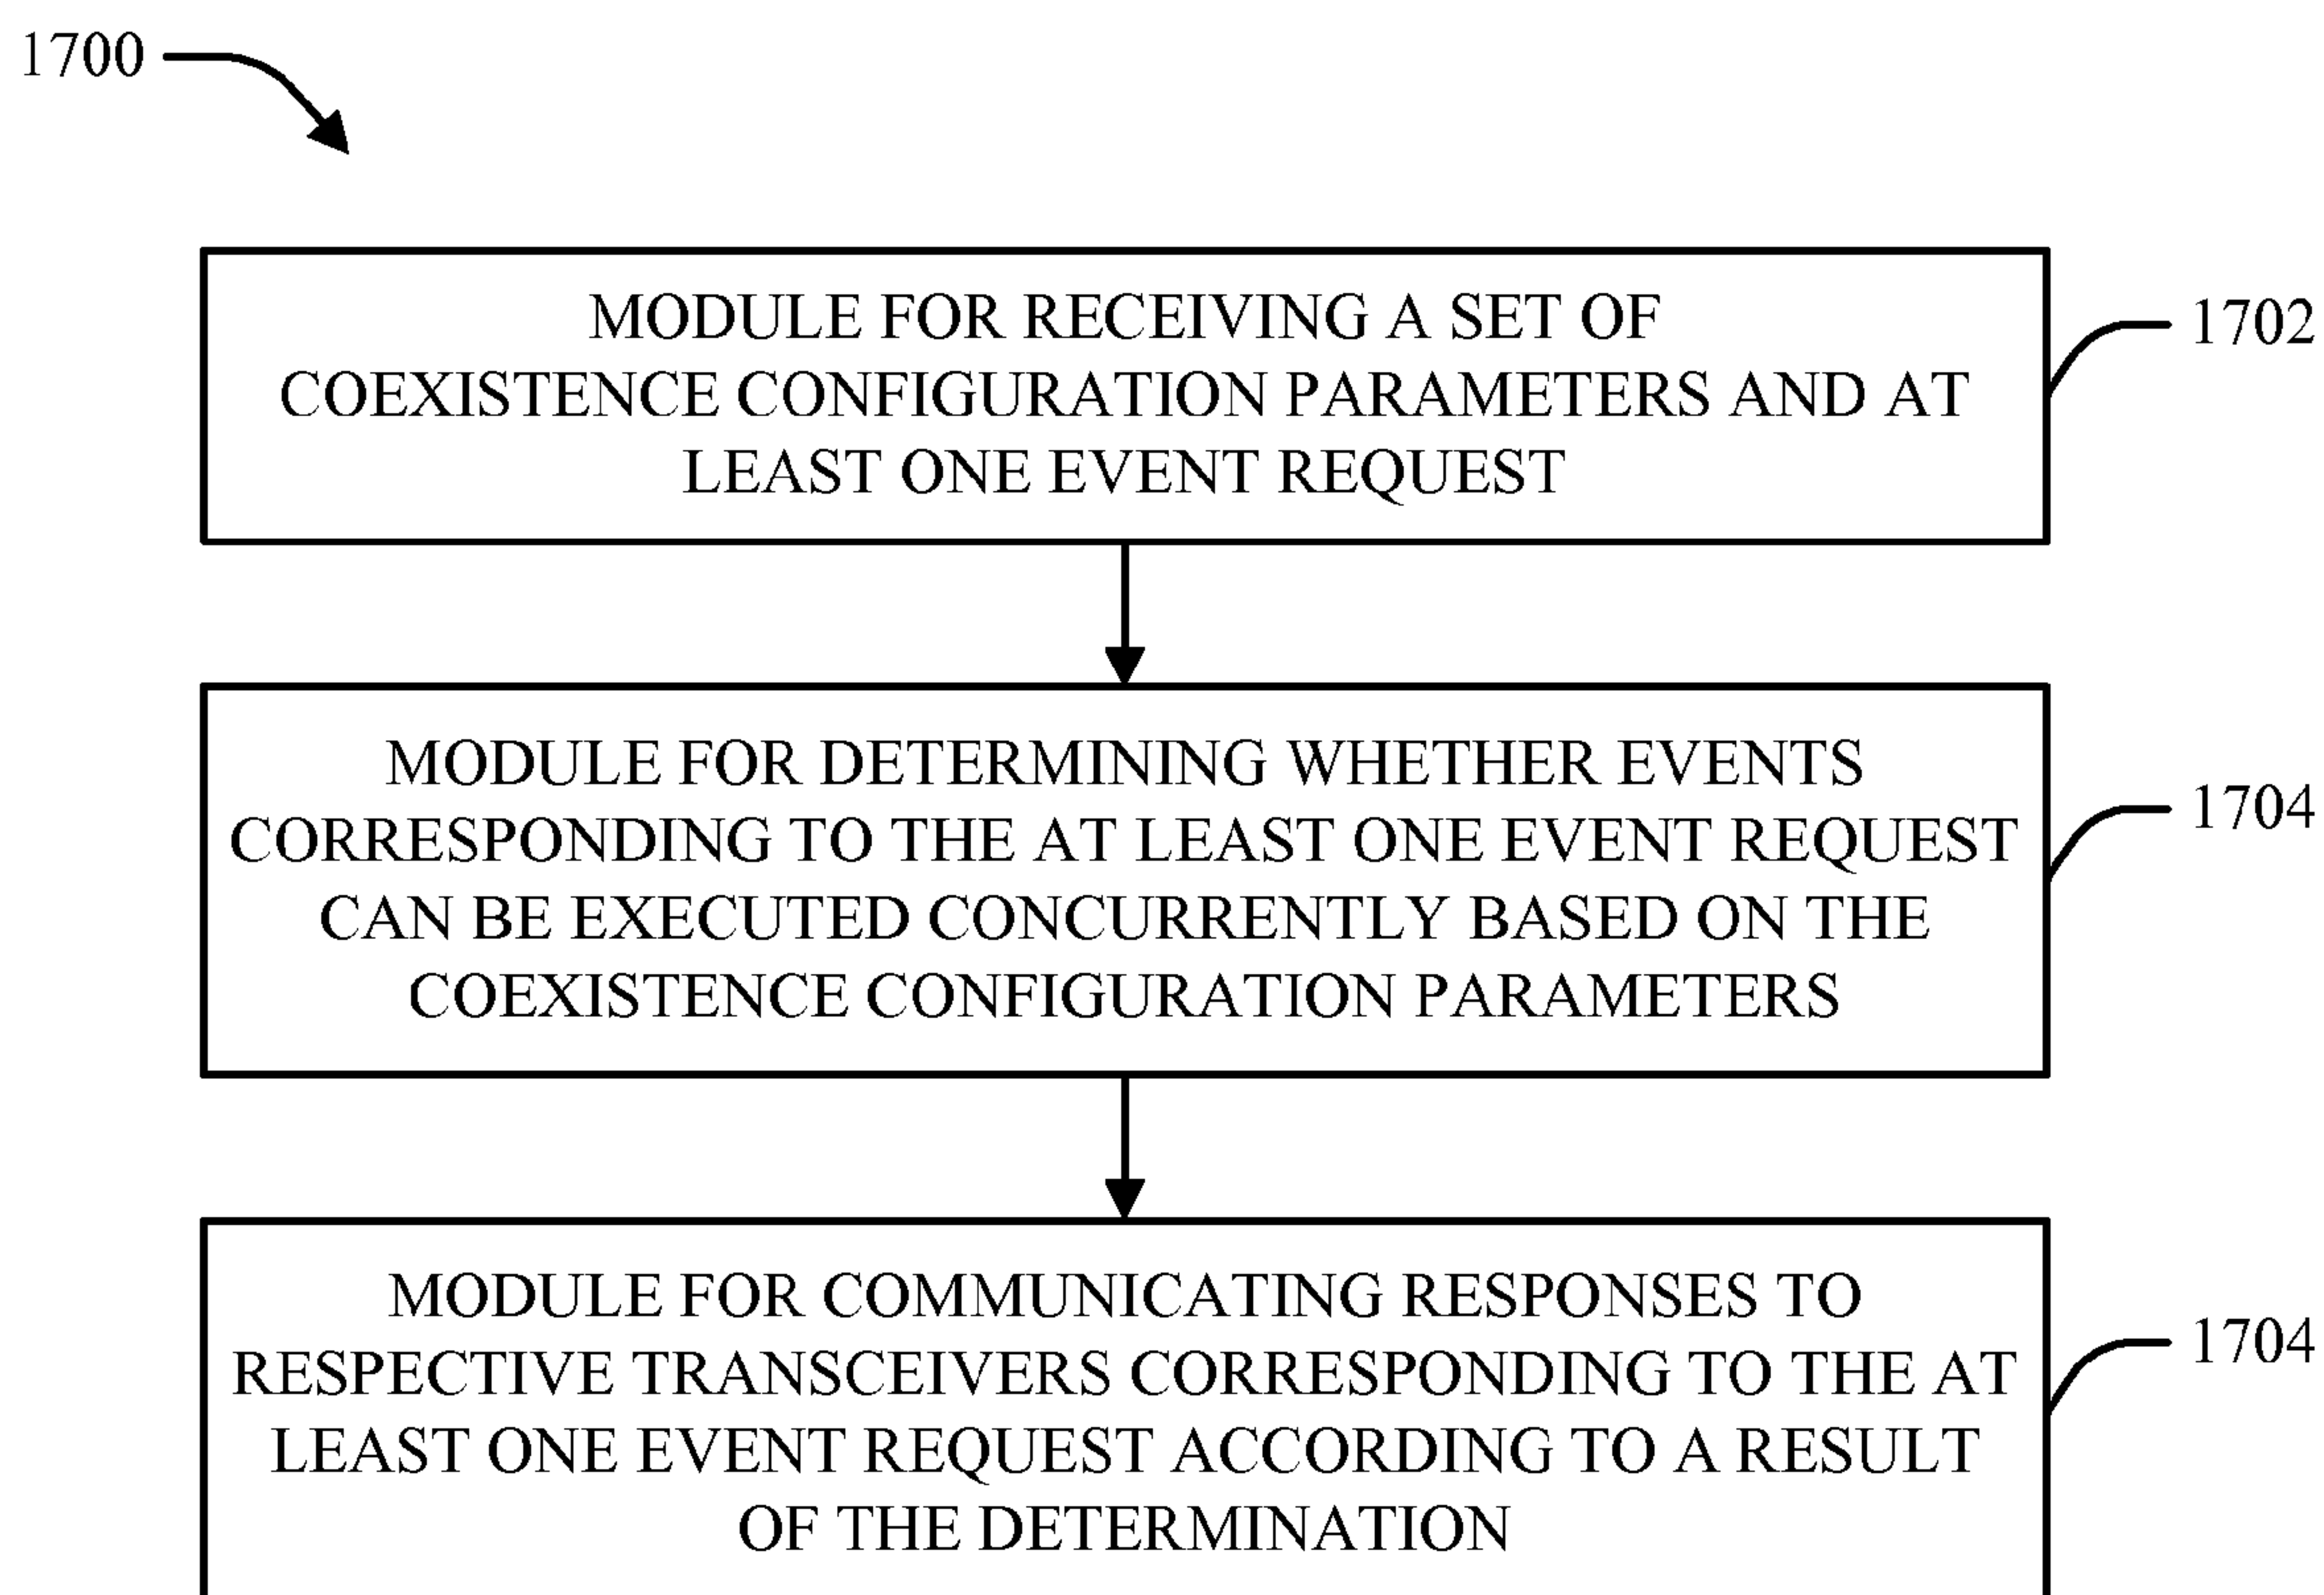 1700
MODULE FOR RECEIVING A SET OF
COEXISTENCE CONFIGURATION PARAMETERS AND AT
LEAST ONE EVENT REQUEST
1702
MODULE FOR DETERMINING WHETHER EVENTS
CORRESPONDING TO THE AT LEAST ONE EVENT REQUEST
CAN BE EXECUTED CONCURRENTLY BASED ON THE
COEXISTENCE CONFIGURATION PARAMETERS
1704
MODULE FOR COMMUNICATING RESPONSES TO
RESPECTIVE TRANSCEIVERS CORRESPONDING TO THE AT
LEAST ONE EVENT REQUEST ACCORDING TO A RESULT
OF THE DETERMINATION
1704